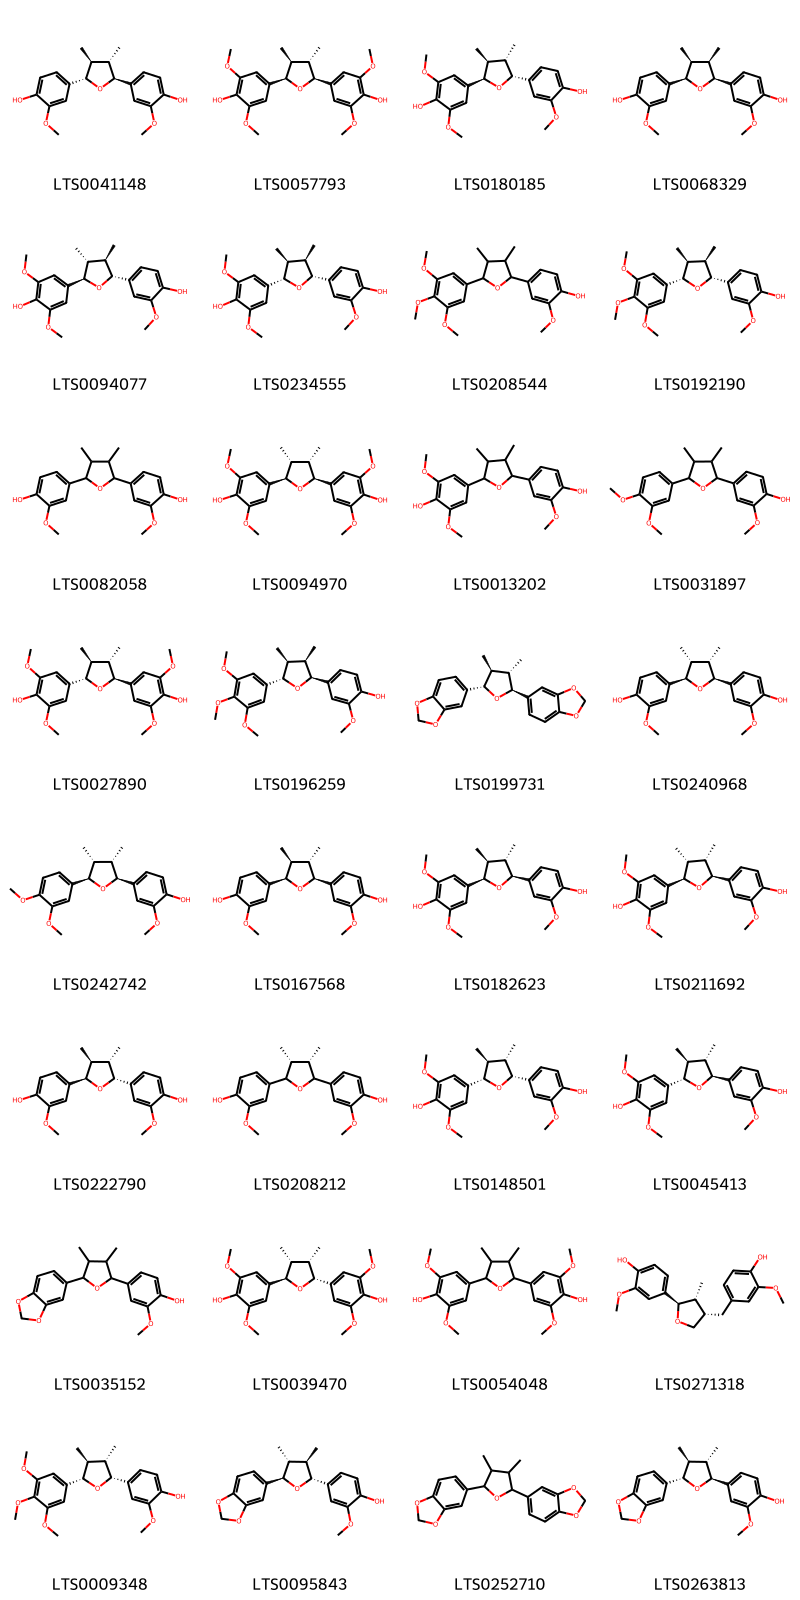 LTS0041148 LTS0057793 LTS0180185 LTS0068329
LTS0094077 LTS0234555 LTS0208544 LTS0192190
LTS0082058 LTS0094970 LTS0013202 LTS0031897
LTS0027890 LTS0196259 LTS0199731 LTS0240968
LTS0242742 LTS0167568 LTS0182623 LTS0211692
LTS0222790 LTS0208212 LTS0148501 LTS0045413
LTS0035152 LTS0039470 LTS0054048 LTS0271318
LTS0009348 LTS0095843 LTS0252710 LTS0263813